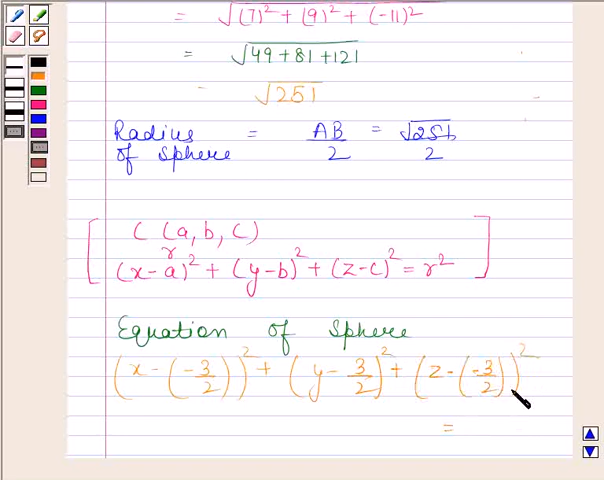 = √(7)² + (9)² + (-11)²
= √49+81+121
- √251
Radius of Sphere = AB/2 = √251/2
[ C (a, b, c)
r
(x-a)² + (y-b)² + (z-c)² = r² ]
Equation of Sphere
(x - (-3/2))² + (y - 3/2)² + (z - (-3/2))²
=